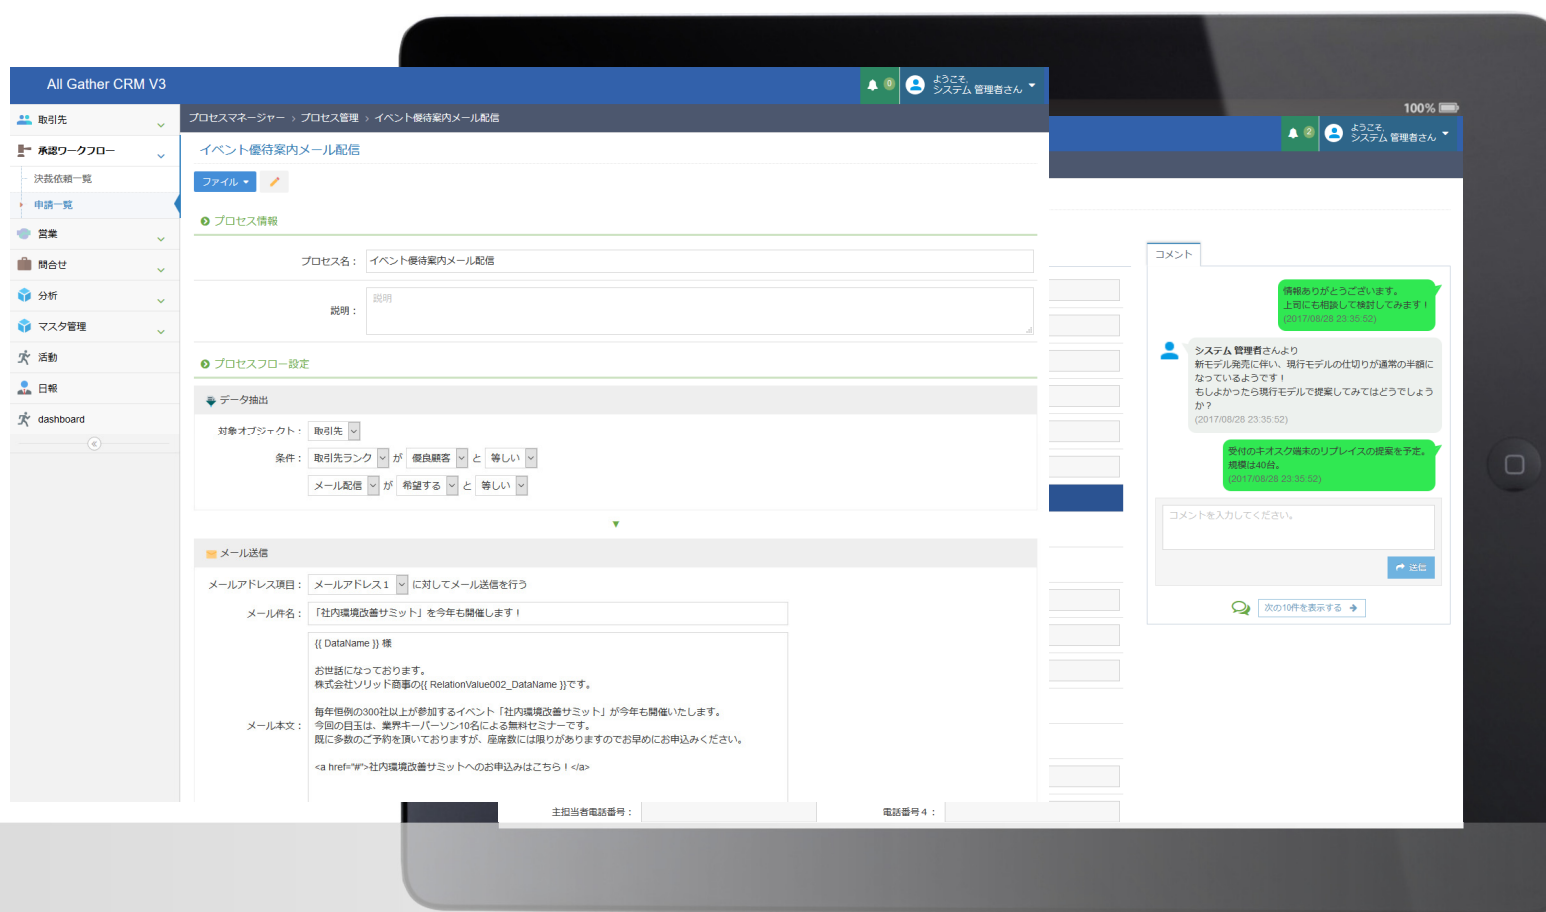 All Gather CRM V3
0
ようこそ,
システム 管理者さん
取引先
承認ワークフロー
決裁依頼一覧
申請一覧
営業
問合せ
分析
マスタ管理
活動
日報
dashboard
プロセスマネージャー › プロセス管理 › イベント優待案内メール配信
イベント優待案内メール配信
ファイル
プロセス情報
プロセス名：
イベント優待案内メール配信
説明：
説明
プロセスフロー設定
データ抽出
対象オブジェクト： 取引先
条件： 取引先ランク が 優良顧客 と 等しい
メール配信 が 希望する と 等しい
メール送信
メールアドレス項目： メールアドレス１ に対してメール送信を行う
メール件名： 「社内環境改善サミット」を今年も開催します！
メール本文：
{{ DataName }} 様
お世話になっております。
株式会社ソリッド商事の{{ RelationValue002_DataName }}です。
毎年恒例の300社以上が参加するイベント「社内環境改善サミット」が今年も開催いたします。
今回の目玉は、業界キーパーソン10名による無料セミナーです。
既に多数のご予約を頂いておりますが、座席数には限りがありますのでお早めにお申込みください。
<a href="#">社内環境改善サミットへのお申込みはこちら！</a>
100%
2
ようこそ,
システム 管理者さん
コメント
情報ありがとうございます。
上司にも相談して検討してみます！
(2017/08/28 23:35:52)
システム 管理者さんより
新モデル発売に伴い、現行モデルの仕切りが通常の半額に
なっているようです！
もしよかったら現行モデルで提案してみてはどうでしょう
か？
(2017/08/28 23:35:52)
受付のキオスク端末のリプレイスの提案を予定。
規模は40台。
(2017/08/28 23:35:52)
コメントを入力してください。
送信
次の10件を表示する
主担当者電話番号：
電話番号４：